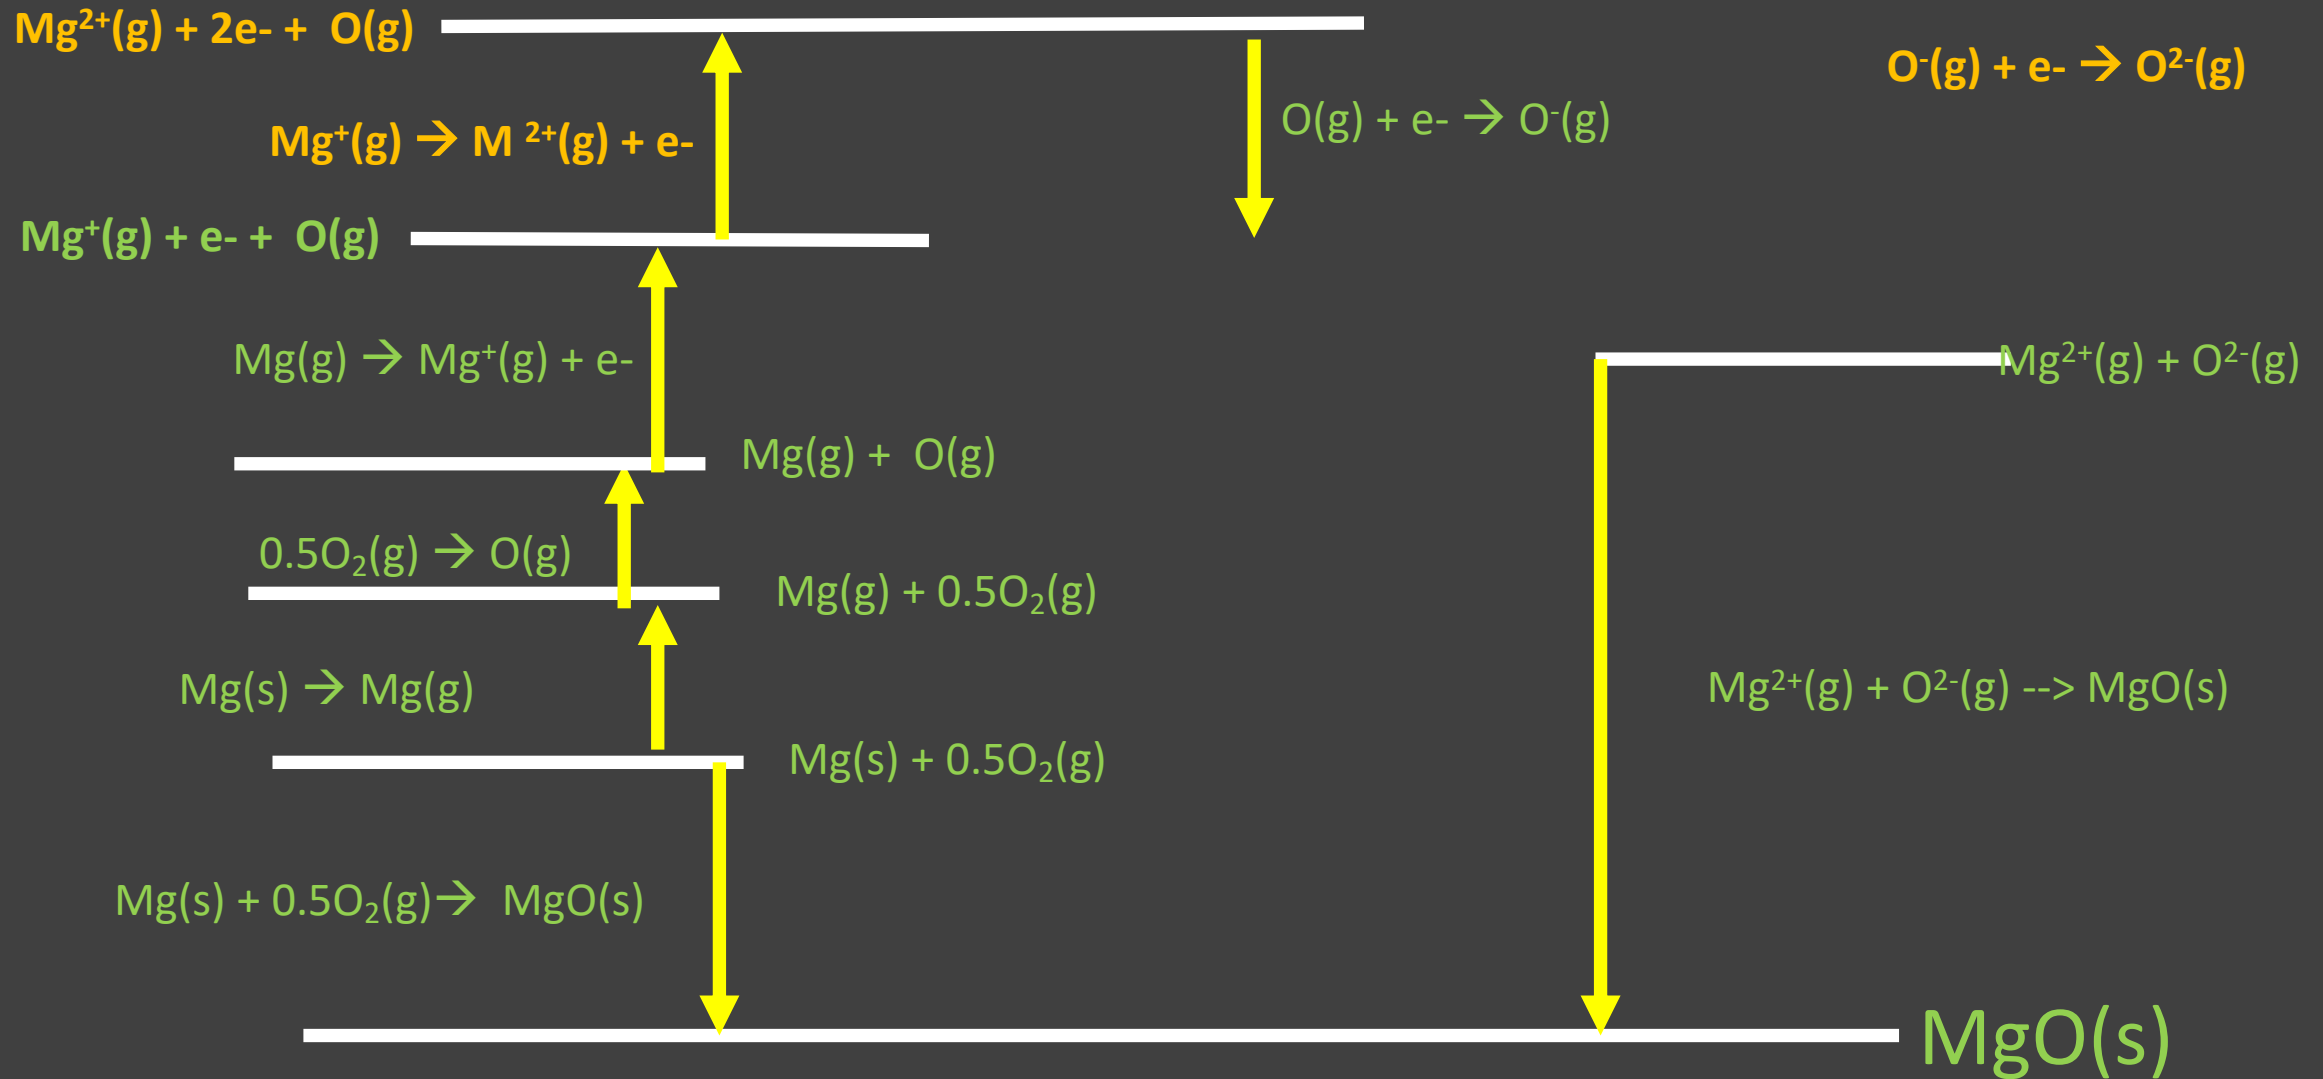 Mg²⁺(g) + 2e- + O(g)
O⁻(g) + e- → O²⁻(g)
O(g) + e- → O⁻(g)
Mg⁺(g) → M ²⁺(g) + e-
Mg⁺(g) + e- + O(g)
Mg(g) → Mg⁺(g) + e-
Mg²⁺(g) + O²⁻(g)
Mg(g) + O(g)
0.5O₂(g) → O(g)
Mg(g) + 0.5O₂(g)
Mg(s) → Mg(g)
Mg²⁺(g) + O²⁻(g) --> MgO(s)
Mg(s) + 0.5O₂(g)
Mg(s) + 0.5O₂(g)→ MgO(s)
MgO(s)